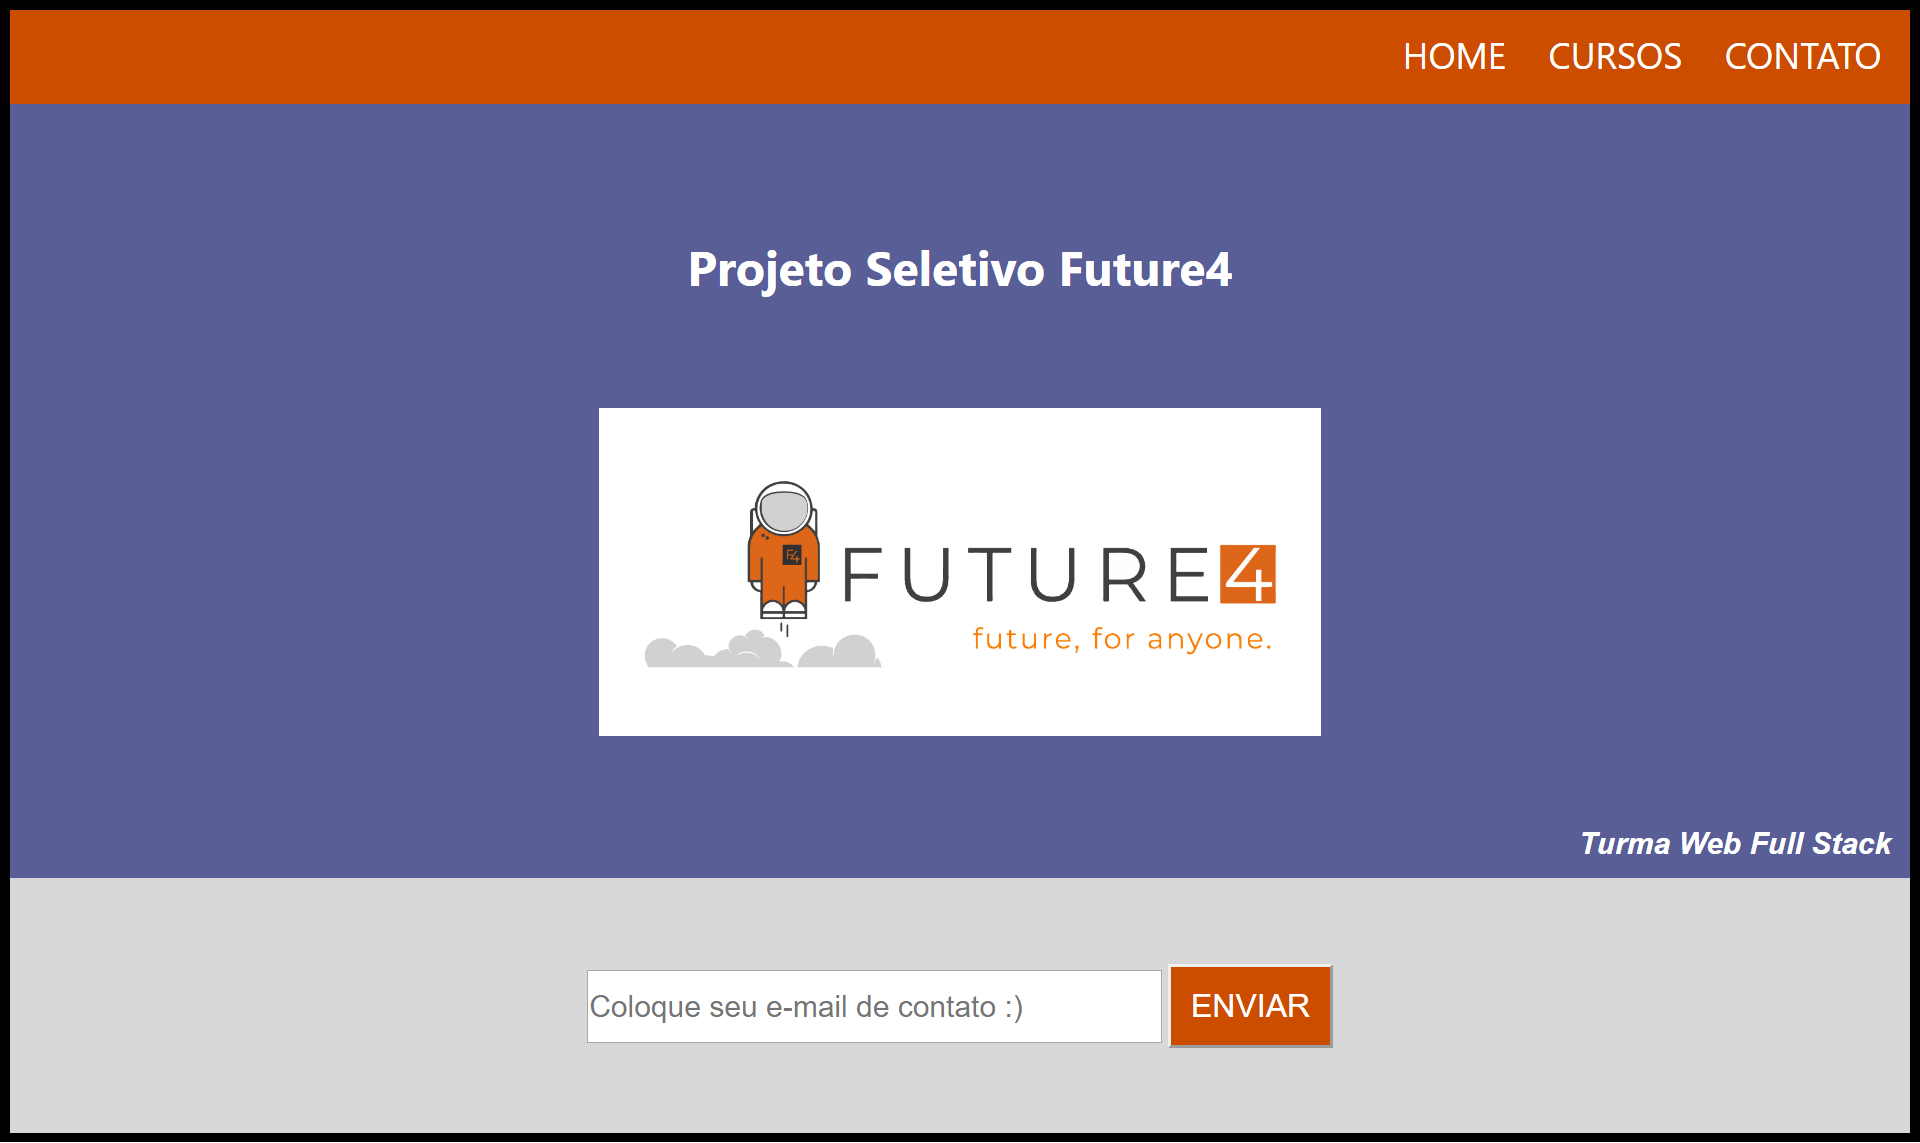 HOME CURSOS CONTATO
Projeto Seletivo Future4
F4
FUTURE4
future, for anyone.
Turma Web Full Stack
Coloque seu e-mail de contato :) ENVIAR